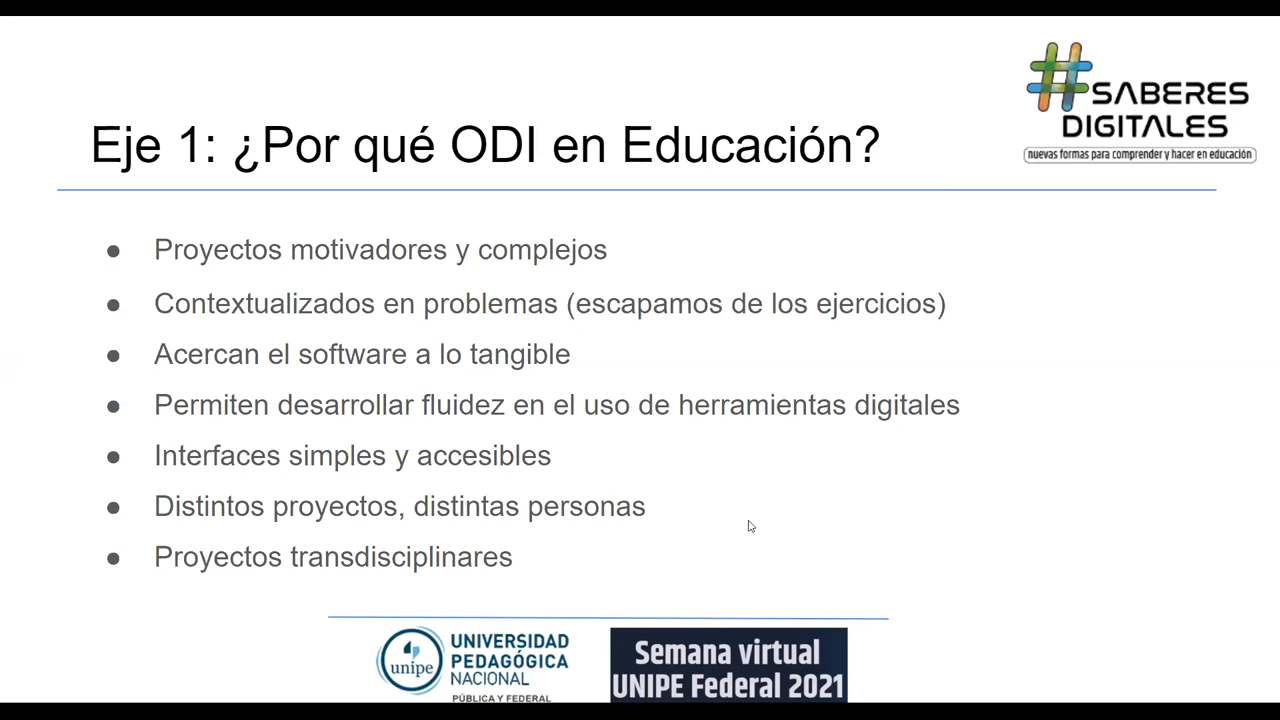 #SABERES
DIGITALES
nuevas formas para comprender y hacer en educación
Eje 1: ¿Por qué ODI en Educación?
● Proyectos motivadores y complejos
● Contextualizados en problemas (escapamos de los ejercicios)
● Acercan el software a lo tangible
● Permiten desarrollar fluidez en el uso de herramientas digitales
● Interfaces simples y accesibles
● Distintos proyectos, distintas personas
● Proyectos transdisciplinares
unipe
UNIVERSIDAD
PEDAGÓGICA
NACIONAL
PÚBLICA Y FEDERAL
Semana virtual
UNIPE Federal 2021